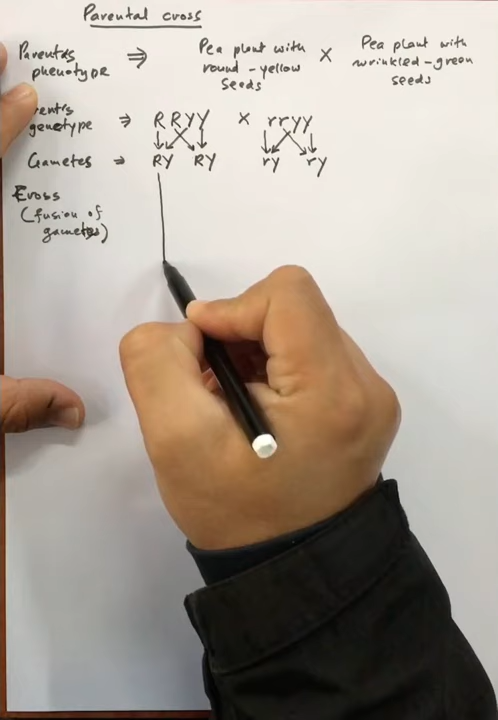 Parental cross
Parent's phenotype ⇒ Pea plant with round-yellow seeds × Pea plant with wrinkled-green seeds
genotype ⇒ RRYY × rryy
Gametes ⇒ RY RY ry ry
Cross
(fusion of
gametes)